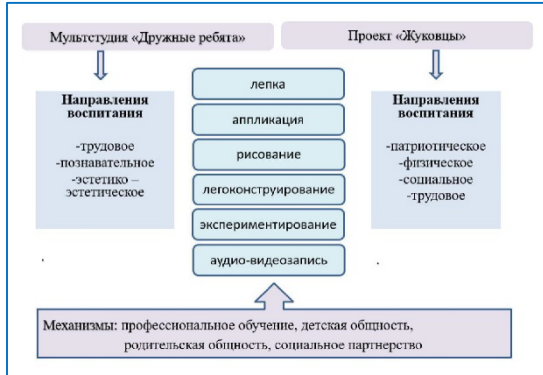 Мультстудия «Дружные ребята»
Проект «Жуковцы»
Направления
воспитания
-трудовое
-познавательное
-эстетико –
эстетическое
лепка
аппликация
рисование
легоконструирование
экспериментирование
аудио-видеозапись
Направления
воспитания
-патриотическое
-физическое
-социальное
-трудовое
.
.
Механизмы: профессиональное обучение, детская общность,
родительская общность, социальное партнерство